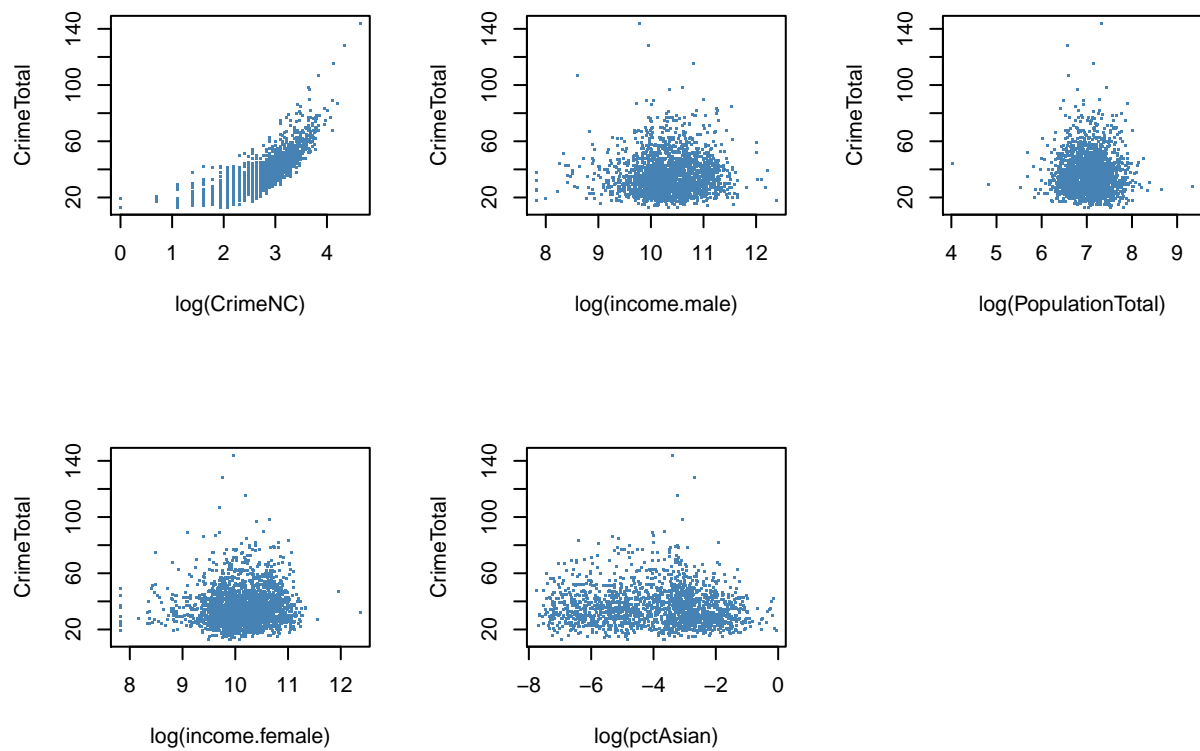 CrimeTotal
20 60 100 140
0 1 2 3 4
log(CrimeNC)
CrimeTotal
20 60 100 140
8 9 10 11 12
log(income.male)
CrimeTotal
20 60 100 140
4 5 6 7 8 9
log(PopulationTotal)
CrimeTotal
20 60 100 140
8 9 10 11 12
log(income.female)
CrimeTotal
20 60 100 140
−8 −6 −4 −2 0
log(pctAsian)